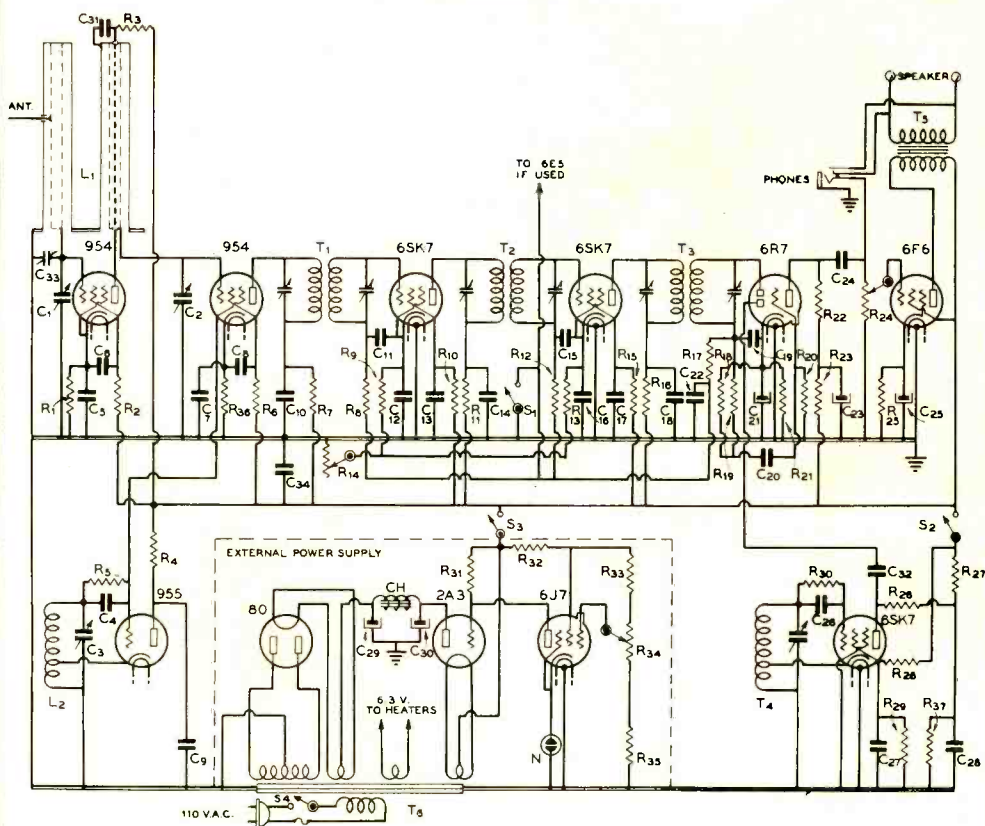 C31
R3
SPEAKER
ANT.
T5
TO 6E5
IF USED
PHONES
L1
954
954
T1
6SK7
T2
6SK7
T3
6R7
C24
6F6
C33
C1
C2
R24
R22
C6
C8
C11
R9
R10
C15
R12
R15
R17
R18
C19
R20
R23
C22
R16
R1
C5
R2
C7
R36
R6
C10
R7
R8
C12
C13
R11
C14
S1
R13
C16
C17
C18
C21
C23
R25
C25
C34
R14
R19
C20
R21
S3
S2
EXTERNAL POWER SUPPLY
R32
R4
R31
R33
C32
R27
R5
955
CH
2A3
6J7
R30
R26
80
6SK7
C4
C26
C3
C29
C30
R34
R28
L2
6.3 V.
TO HEATERS
T4
R29
R37
C9
N
R35
C27
C28
S4
110 V.A.C.
T6